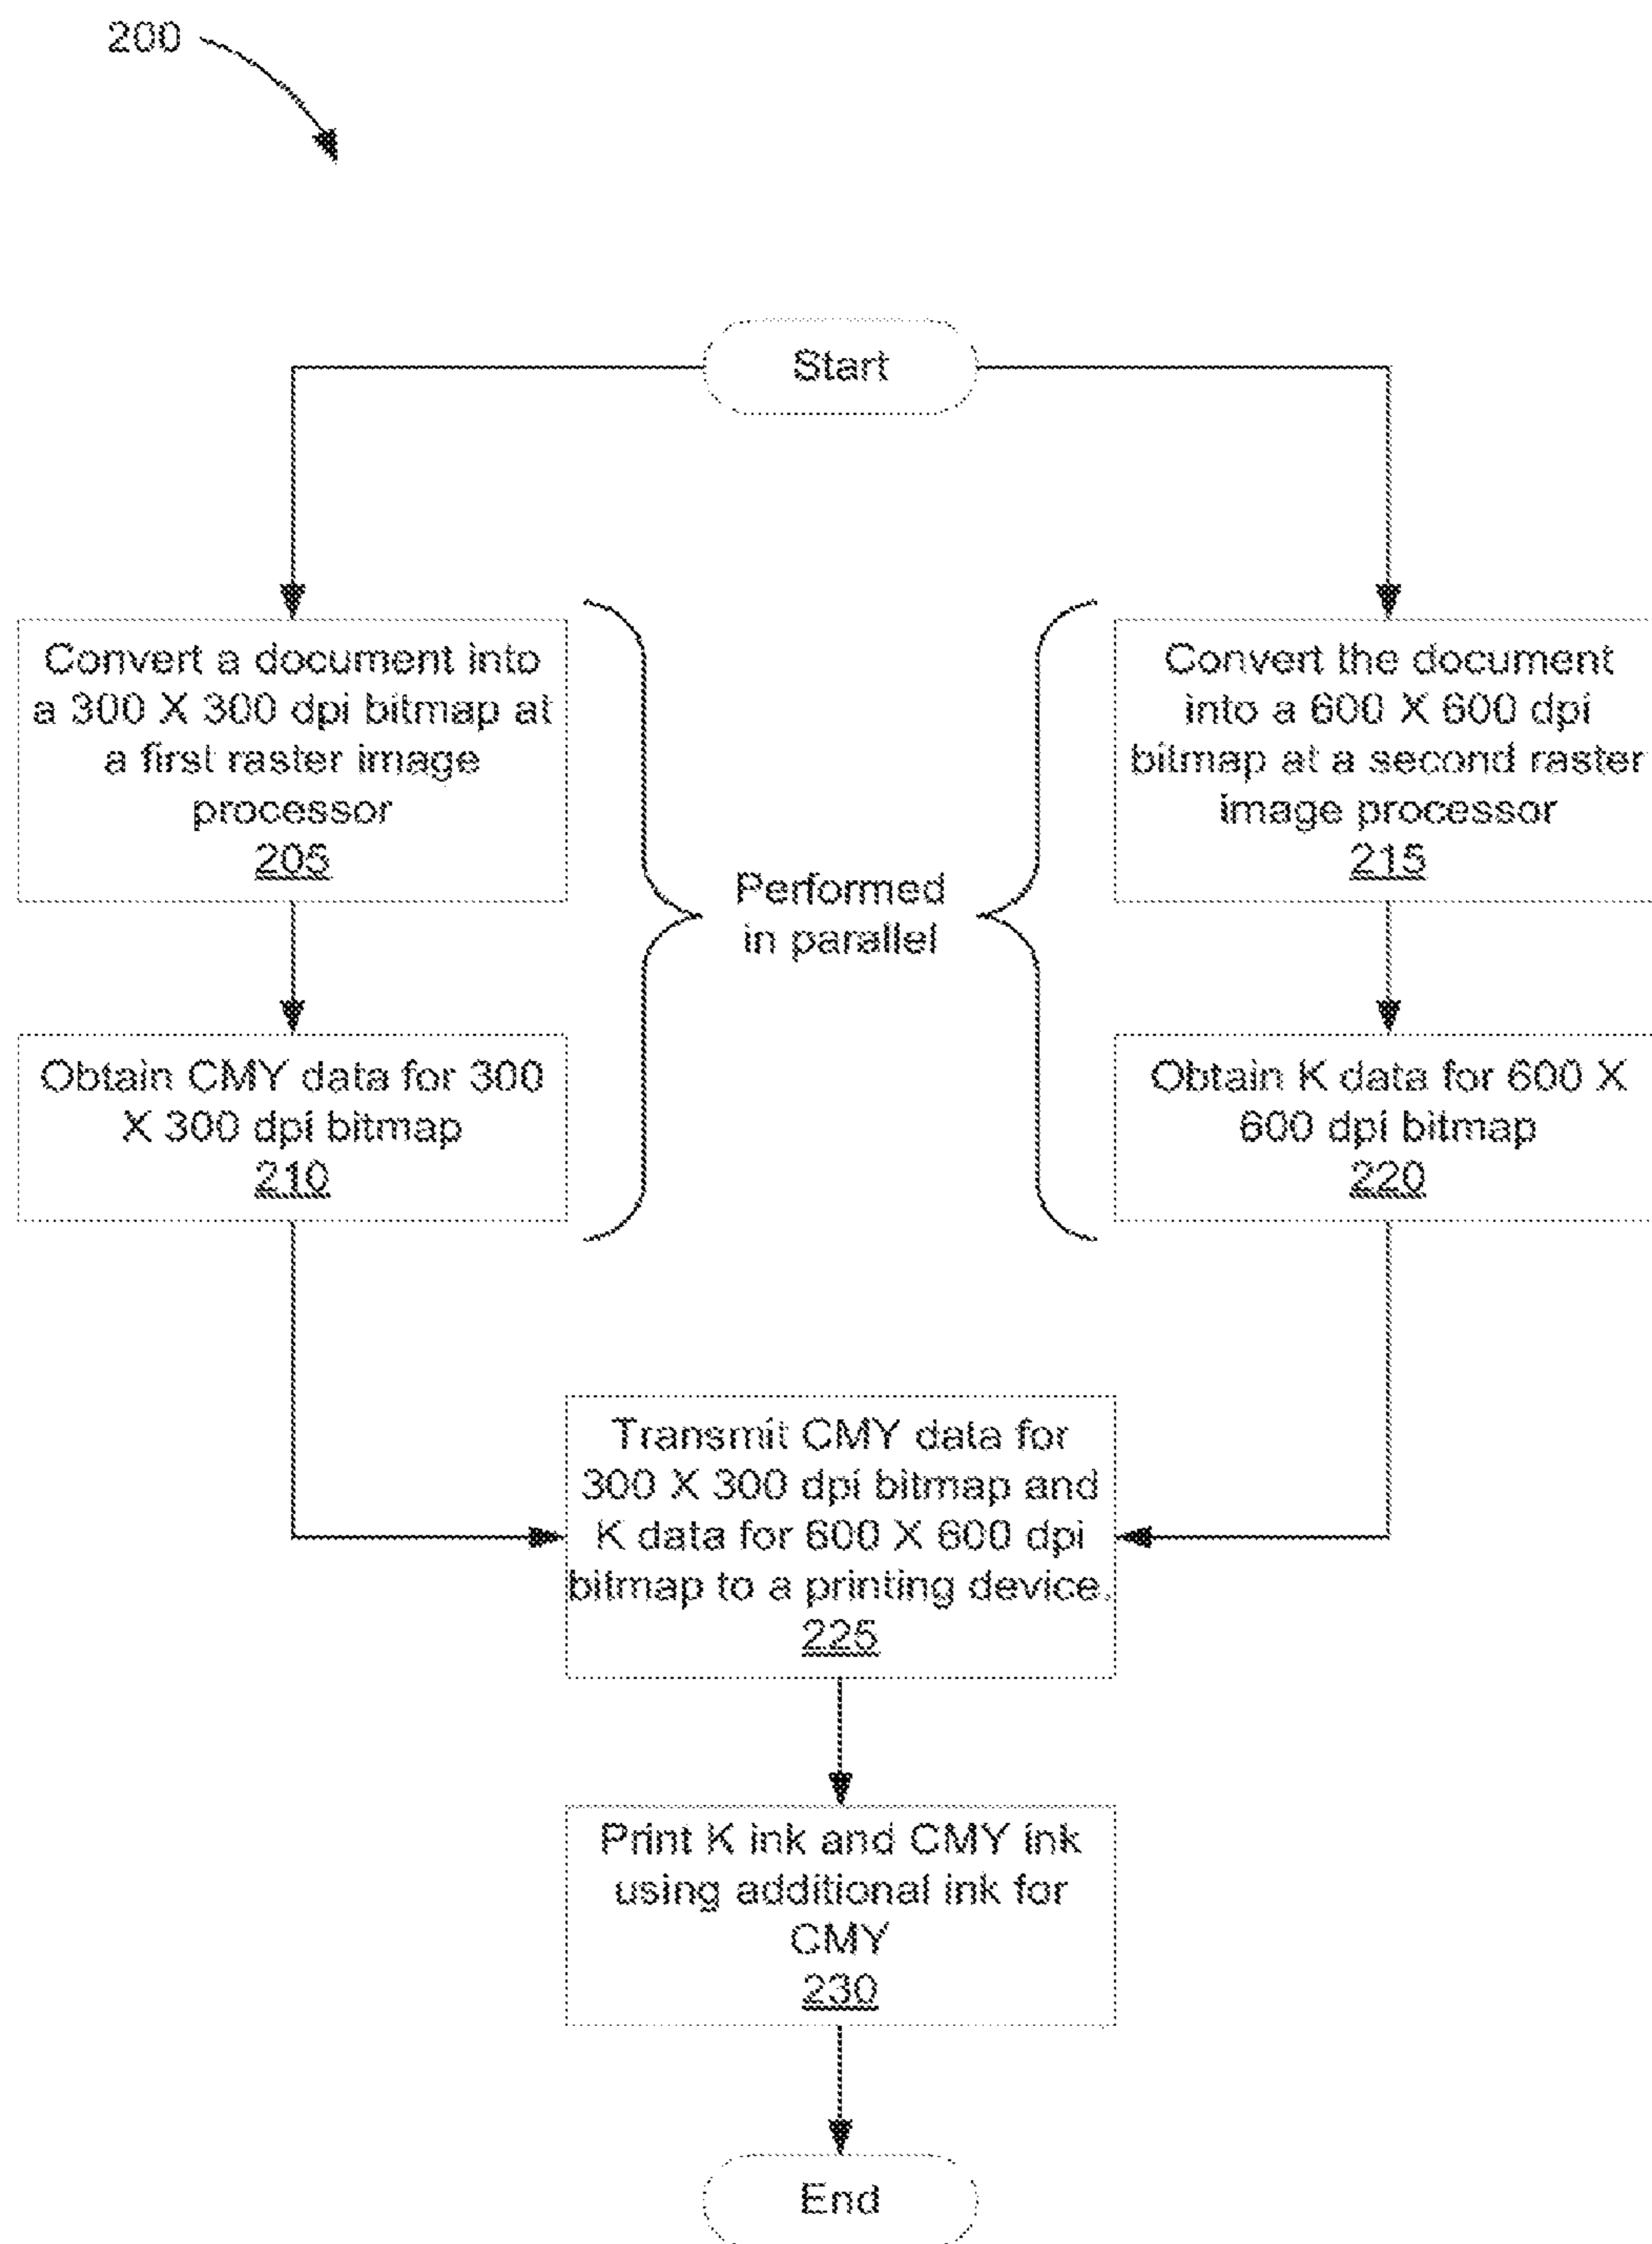 200
Start
Convert a document into
a 300 X 300 dpi bitmap at
a first raster image
processor
205
Convert the document
into a 600 X 600 dpi
bitmap at a second raster
image processor
215
Performed
in parallel
Obtain CMY data for 300
X 300 dpi bitmap
210
Obtain K data for 600 X
600 dpi bitmap
220
Transmit CMY data for
300 X 300 dpi bitmap and
K data for 600 X 600 dpi
bitmap to a printing device.
225
Print K ink and CMY ink
using additional ink for
CMY
230
End